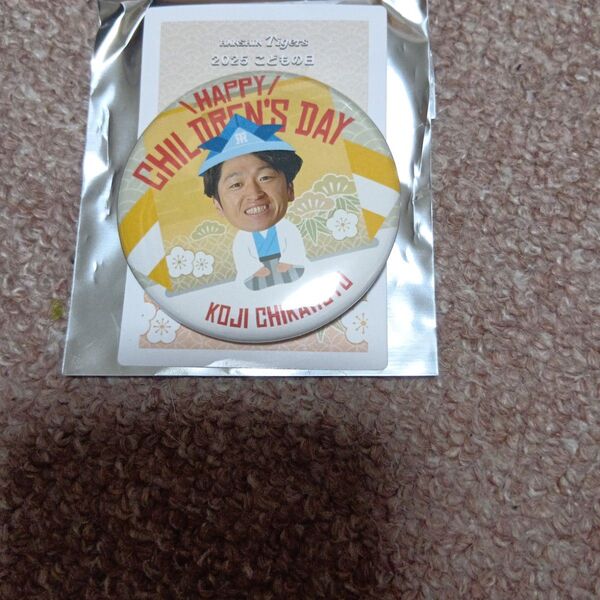 HANSHIN Tigers
2025 こどもの日
\HAPPY/
CHILDREN'S DAY
KOJI CHIKAMOTO